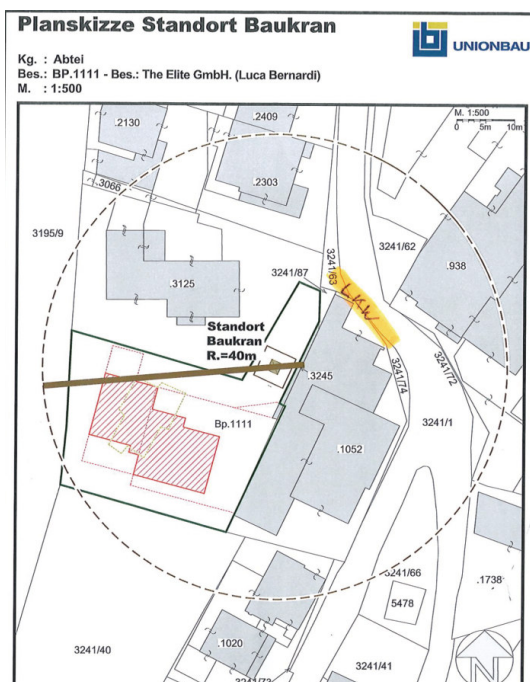 Planskizze Standort Baukran
UNIONBAU
Kg. : Abtei
Bes.: BP.1111 - Bes.: The Elite GmbH. (Luca Bernardi)
M. : 1:500
M. 1:500
0 5m 10m
.2130
.2409
.2303
.3066
3195/9
3241/62
.938
3241/63
3241/87
.3125
L.K.W
Standort
Baukran
R.=40m
.3245
3241/74
3241/72
Bp.1111
3241/1
.1052
3241/66
5478
.1738
.1020
3241/40
3241/41
3241/73
N